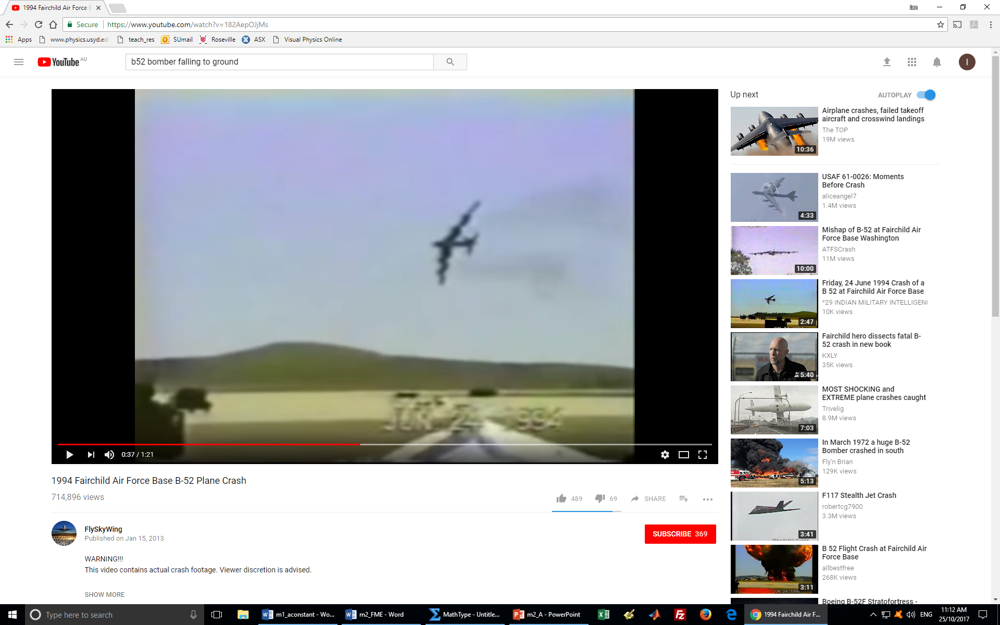 1994 Fairchild Air Force B
Ian
Secure
https://www.youtube.com/watch?v=182AepOJjMs
Apps
www.physics.usyd.ed
teach_res
SUmail
Roseville
ASX
Visual Physics Online
YouTube AU
b52 bomber falling to ground
I
Up next
AUTOPLAY
Airplane crashes, failed takeoff
aircraft and crosswind landings
The TOP
19M views
10:36
USAF 61-0026: Moments
Before Crash
aliceangel7
1.4M views
4:33
Mishap of B-52 at Fairchild Air
Force Base Washington
ATFSCrash
11M views
10:00
Friday, 24 June 1994 Crash of a
B 52 at Fairchild Air Force Base
*29 INDIAN MILITARY INTELLIGENC
10K views
2:47
Fairchild hero dissects fatal B-
52 crash in new book
KXLY
35K views
5:40
MOST SHOCKING and
EXTREME plane crashes caught
Trivelig
8.9M views
7:03
In March 1972 a huge B-52
Bomber crashed in south
Fly'n Brian
129K views
5:13
F117 Stealth Jet Crash
robertcg7900
3.3M views
3:41
B 52 Flight Crash at Fairchild Air
Force Base
allbestfree
268K views
JUN 24 1994
3:11
Boeing B-52F Stratofortress -
JUN 24 1994
0:37 / 1:21
1994 Fairchild Air Force Base B-52 Plane Crash
714,896 views
489
69
SHARE
FlySkyWing
Published on Jan 15, 2013
SUBSCRIBE 369
WARNING!!!
This video contains actual crash footage. Viewer discretion is advised.
SHOW MORE
Type here to search
m1_aconstant - Wo...
m2_FME - Word
MathType - Untitle...
m2_A - PowerPoint
1994 Fairchild Air F...
ENG
11:12 AM
25/10/2017